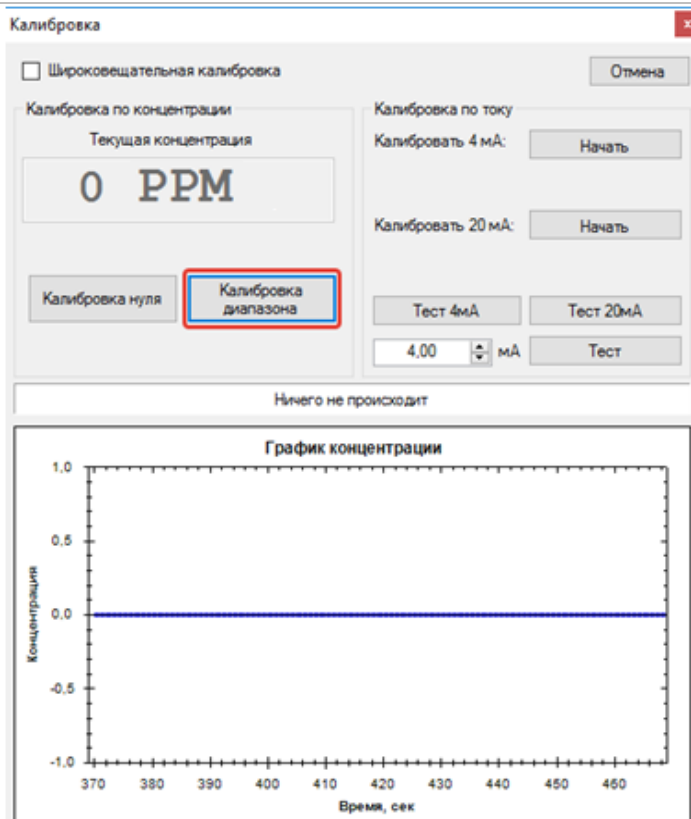 Калибровка
x
Широковещательная калибровка
Отмена
Калибровка по концентрации
Текущая концентрация
0 PPM
Калибровка нуля
Калибровка
диапазона
Калибровка по току
Калибровать 4 мА:
Начать
Калибровать 20 мА:
Начать
Тест 4мА
Тест 20мА
4,00
мА
Тест
Ничего не происходит
График концентрации
Концентрация
1,0
0,5
0.0
-0,5
-1.0
370 380 390 400 410 420 430 440 450 460
Время, сек